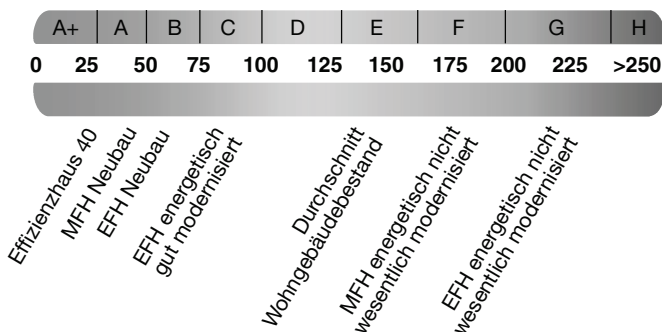 A+ A B C D E F G H
0 25 50 75 100 125 150 175 200 225 >250
Effizienzhaus 40
MFH Neubau
EFH Neubau
EFH energetisch
gut modernisiert
Durchschnitt
Wohngebäudebestand
MFH energetisch nicht
wesentlich modernisiert
EFH energetisch nicht
wesentlich modernisiert